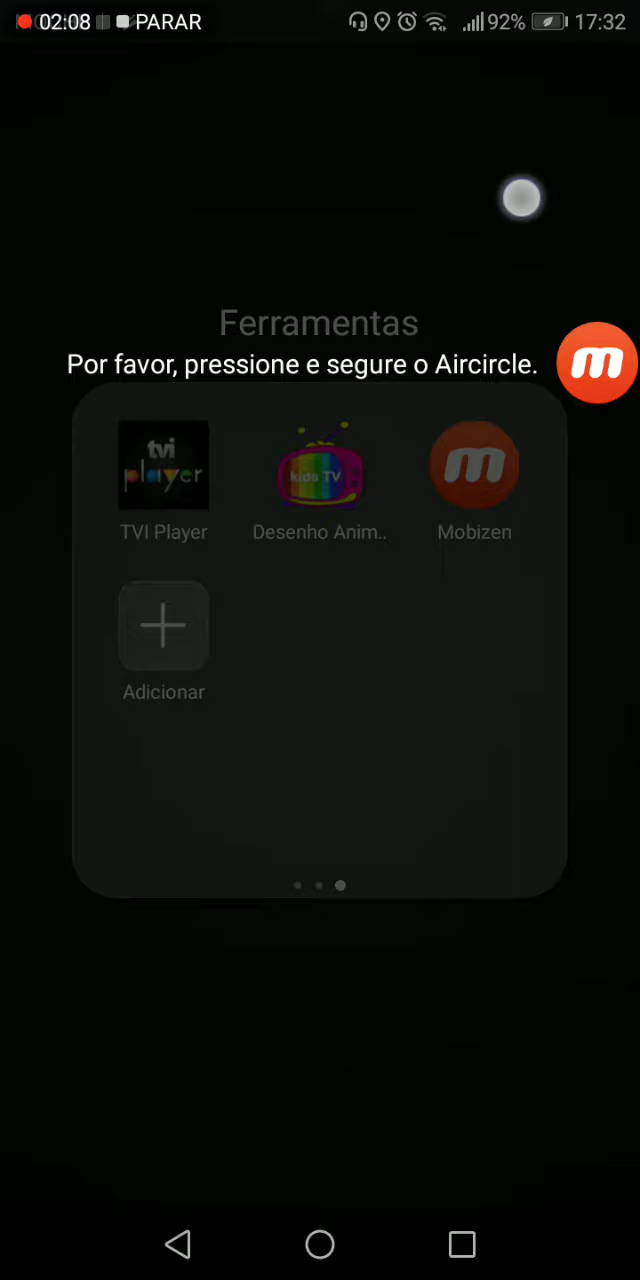 02:08 PARAR 92% 17:32
Ferramentas
Por favor, pressione e segure o Aircircle.
m
tvi
player
kids TV
m
TVI Player Desenho Anim.. Mobizen
Adicionar